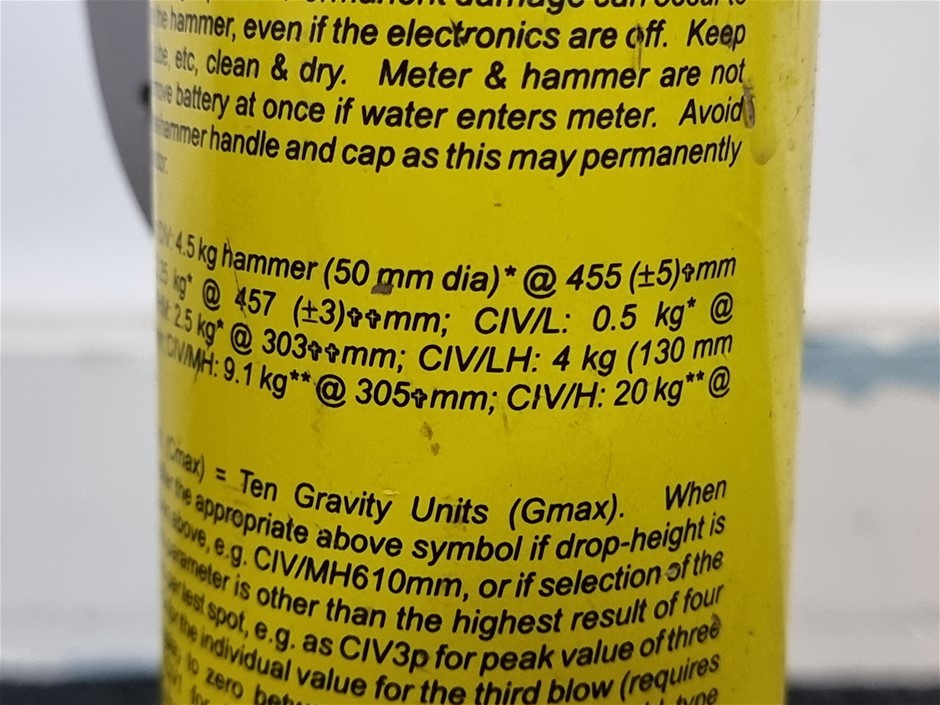 the hammer, even if the electronics are off. Keep
etc, clean & dry. Meter & hammer are not
battery at once if water enters meter. Avoid
hammer handle and cap as this may permanently
4.5 kg hammer (50 mm dia)* @ 455 (±5)✞mm
kg* @ 457 (±3)✞✞mm; CIV/L: 0.5 kg* @
2.5 kg* @ 303✞✞mm; CIV/LH: 4 kg (130 mm
CIV/MH: 9.1 kg** @ 305✞mm; CIV/H: 20 kg** @
(Gmax) = Ten Gravity Units (Gmax). When
the appropriate above symbol if drop-height is
above, e.g. CIV/MH610mm, or if selection of the
parameter is other than the highest result of four
test spot, e.g. as CIV3p for peak value of three
for the individual value for the third blow (requires
to zero
type